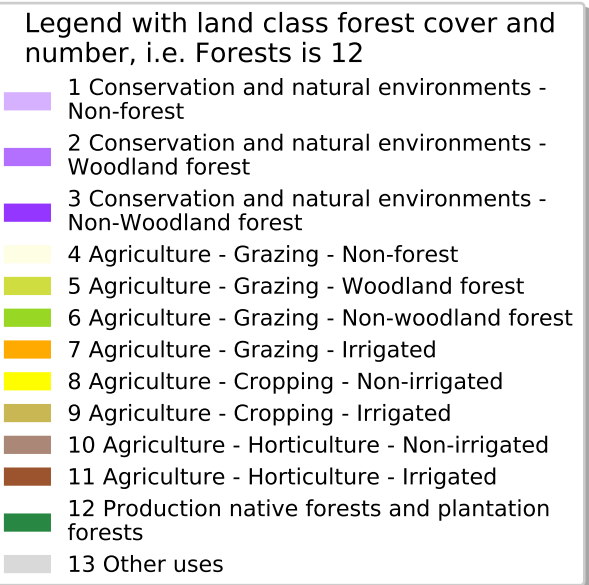 Legend with land class forest cover and
number, i.e. Forests is 12
1 Conservation and natural environments -
Non-forest
2 Conservation and natural environments -
Woodland forest
3 Conservation and natural environments -
Non-Woodland forest
4 Agriculture - Grazing - Non-forest
5 Agriculture - Grazing - Woodland forest
6 Agriculture - Grazing - Non-woodland forest
7 Agriculture - Grazing - Irrigated
8 Agriculture - Cropping - Non-irrigated
9 Agriculture - Cropping - Irrigated
10 Agriculture - Horticulture - Non-irrigated
11 Agriculture - Horticulture - Irrigated
12 Production native forests and plantation
forests
13 Other uses